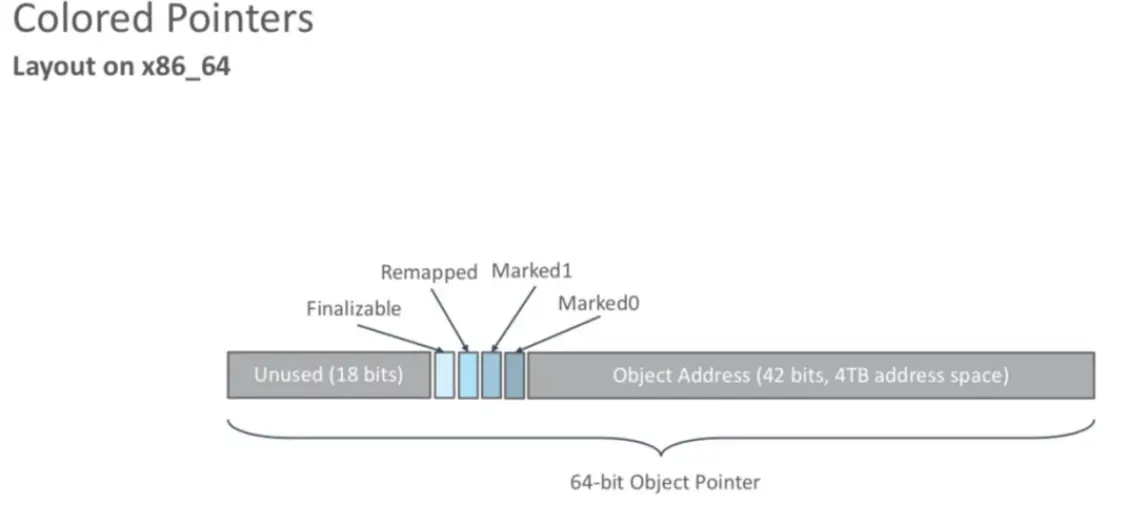 Colored Pointers
Layout on x86_64
Remapped Marked1
Finalizable
Marked0
Unused (18 bits)
Object Address (42 bits, 4TB address space)
64-bit Object Pointer